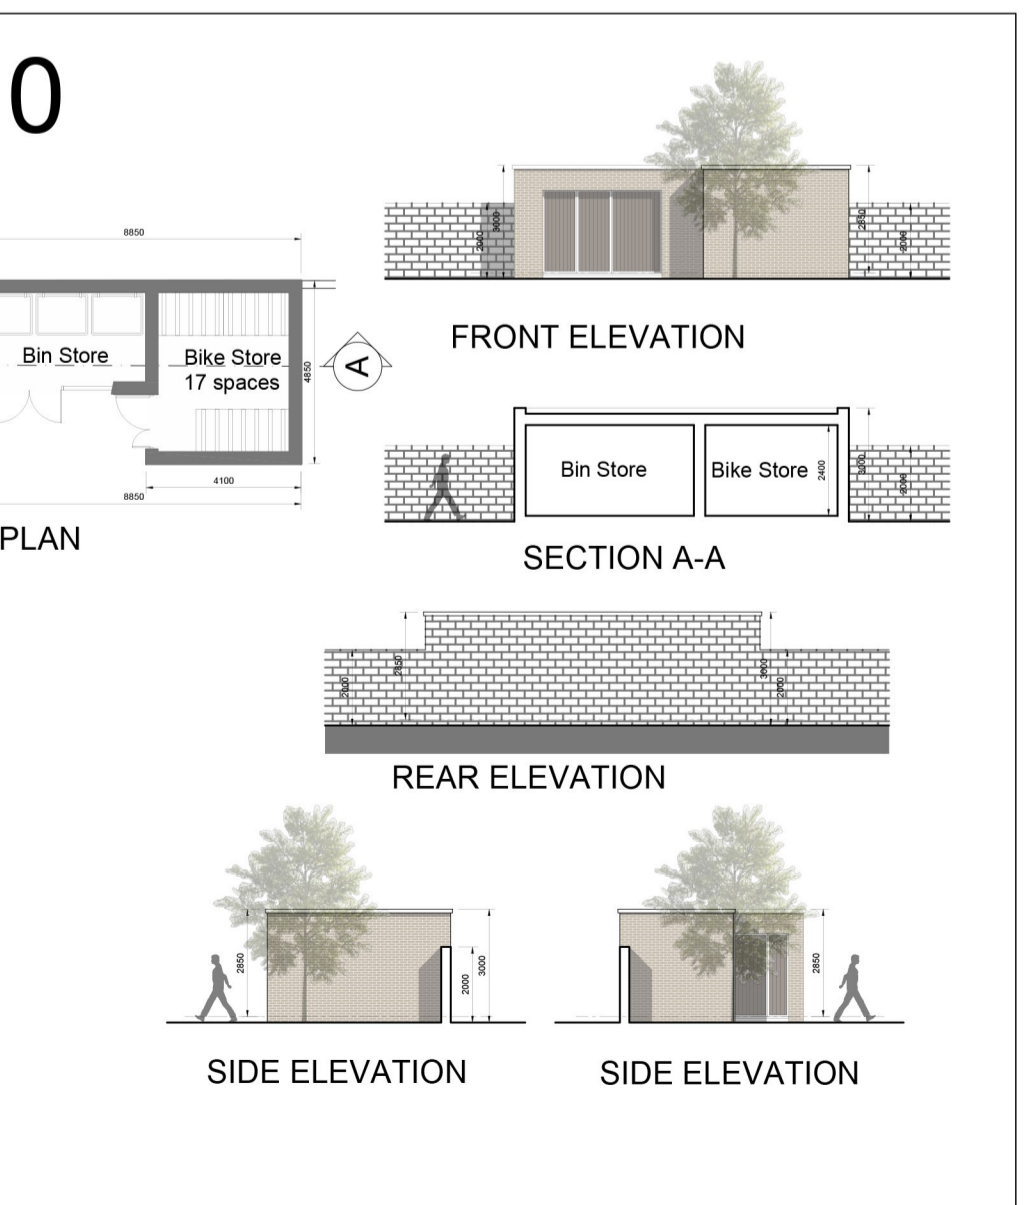 0
8850
Bin Store
Bike Store
17 spaces
4850
A
4100
8850
PLAN
2000
3000
2850
2000
FRONT ELEVATION
Bin Store
Bike Store
2400
3000
2000
SECTION A-A
2000
2850
3000
2000
REAR ELEVATION
2850
2000
3000
SIDE ELEVATION
2850
SIDE ELEVATION